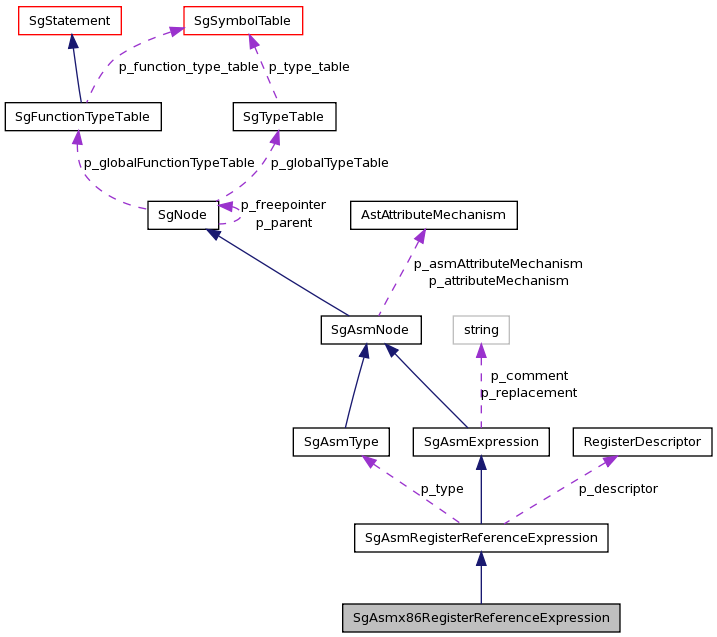 SgStatement
SgSymbolTable
p_function_type_table
p_type_table
SgFunctionTypeTable
SgTypeTable
p_globalFunctionTypeTable
p_globalTypeTable
SgNode
p_freepointer
p_parent
AstAttributeMechanism
p_asmAttributeMechanism
p_attributeMechanism
SgAsmNode
string
p_comment
p_replacement
SgAsmType
SgAsmExpression
RegisterDescriptor
p_type
p_descriptor
SgAsmRegisterReferenceExpression
SgAsmx86RegisterReferenceExpression